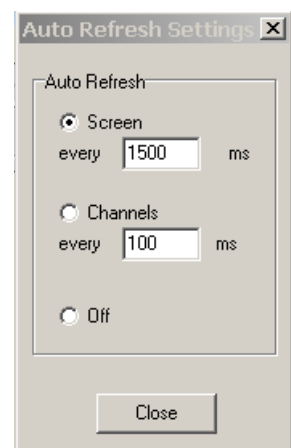 Auto Refresh Settings
Auto Refresh
Screen
every 1500 ms
Channels
every 100 ms
Off
Close